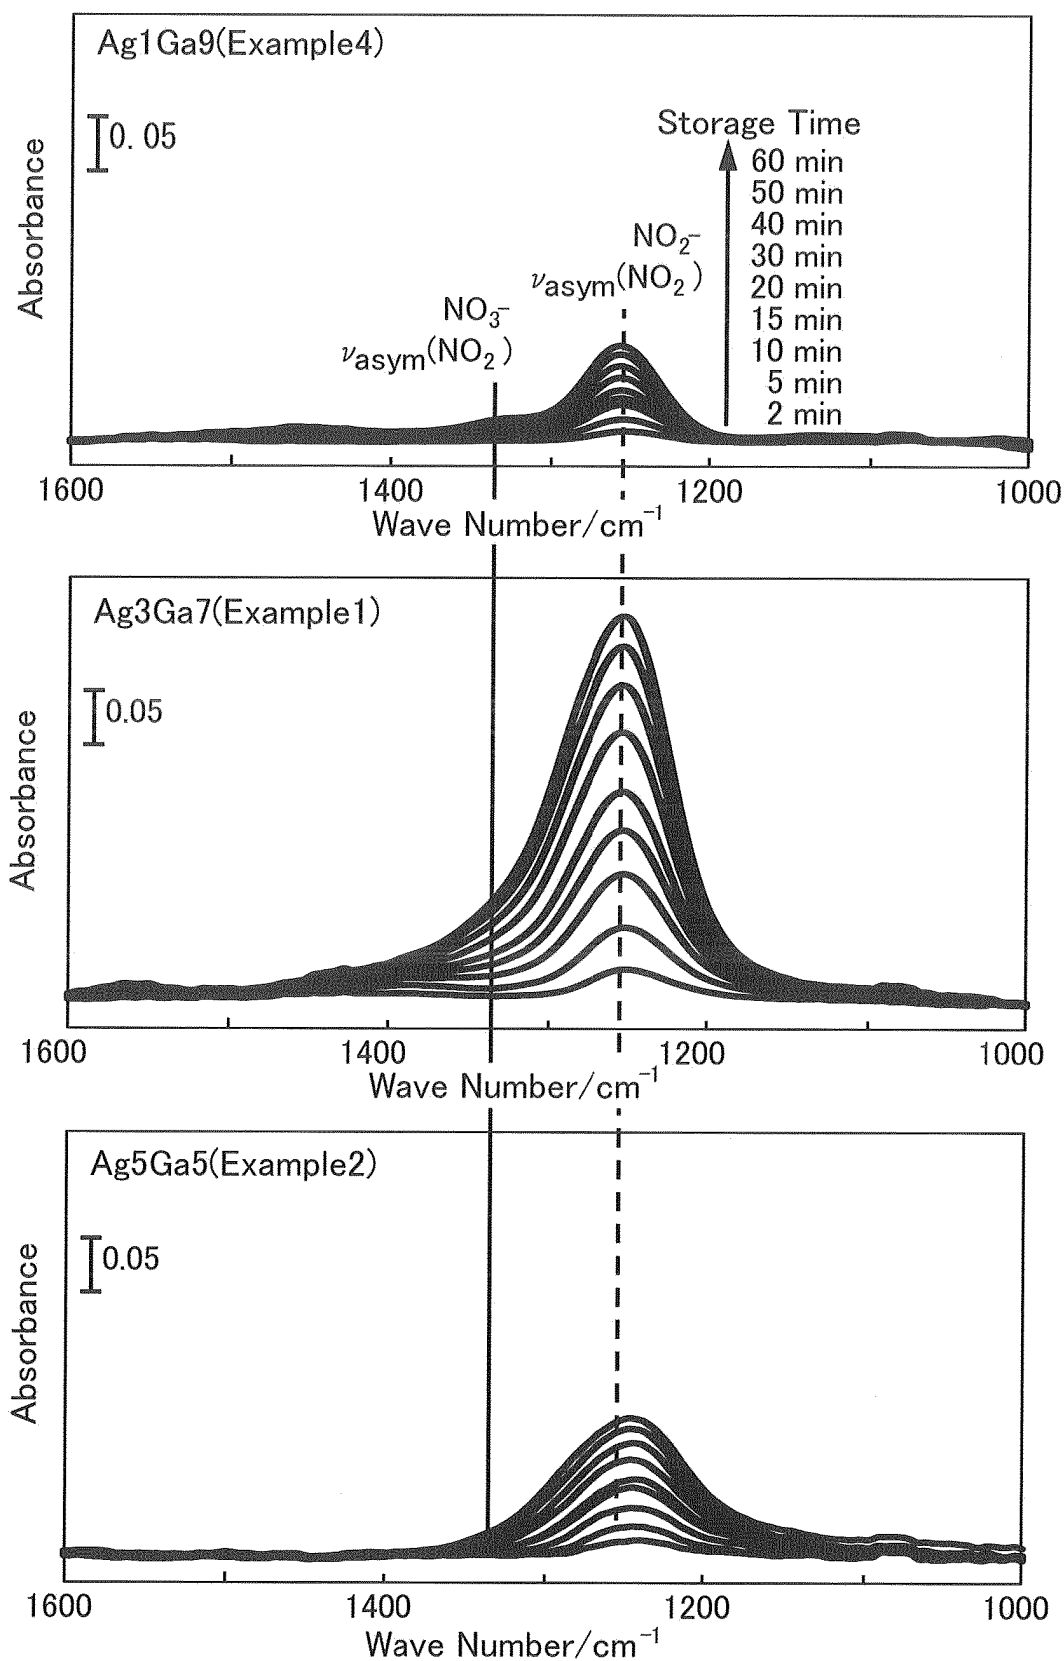 Ag1Ga9(Example4)
0.05
Absorbance
Storage Time
60 min
50 min
40 min
30 min
20 min
15 min
10 min
5 min
2 min
NO₂⁻
νasym(NO₂)
NO₃⁻
νasym(NO₂)
1600 1400 1200 1000
Wave Number/cm⁻¹
Ag3Ga7(Example1)
0.05
Absorbance
1600 1400 1200 1000
Wave Number/cm⁻¹
Ag5Ga5(Example2)
0.05
Absorbance
1600 1400 1200 1000
Wave Number/cm⁻¹